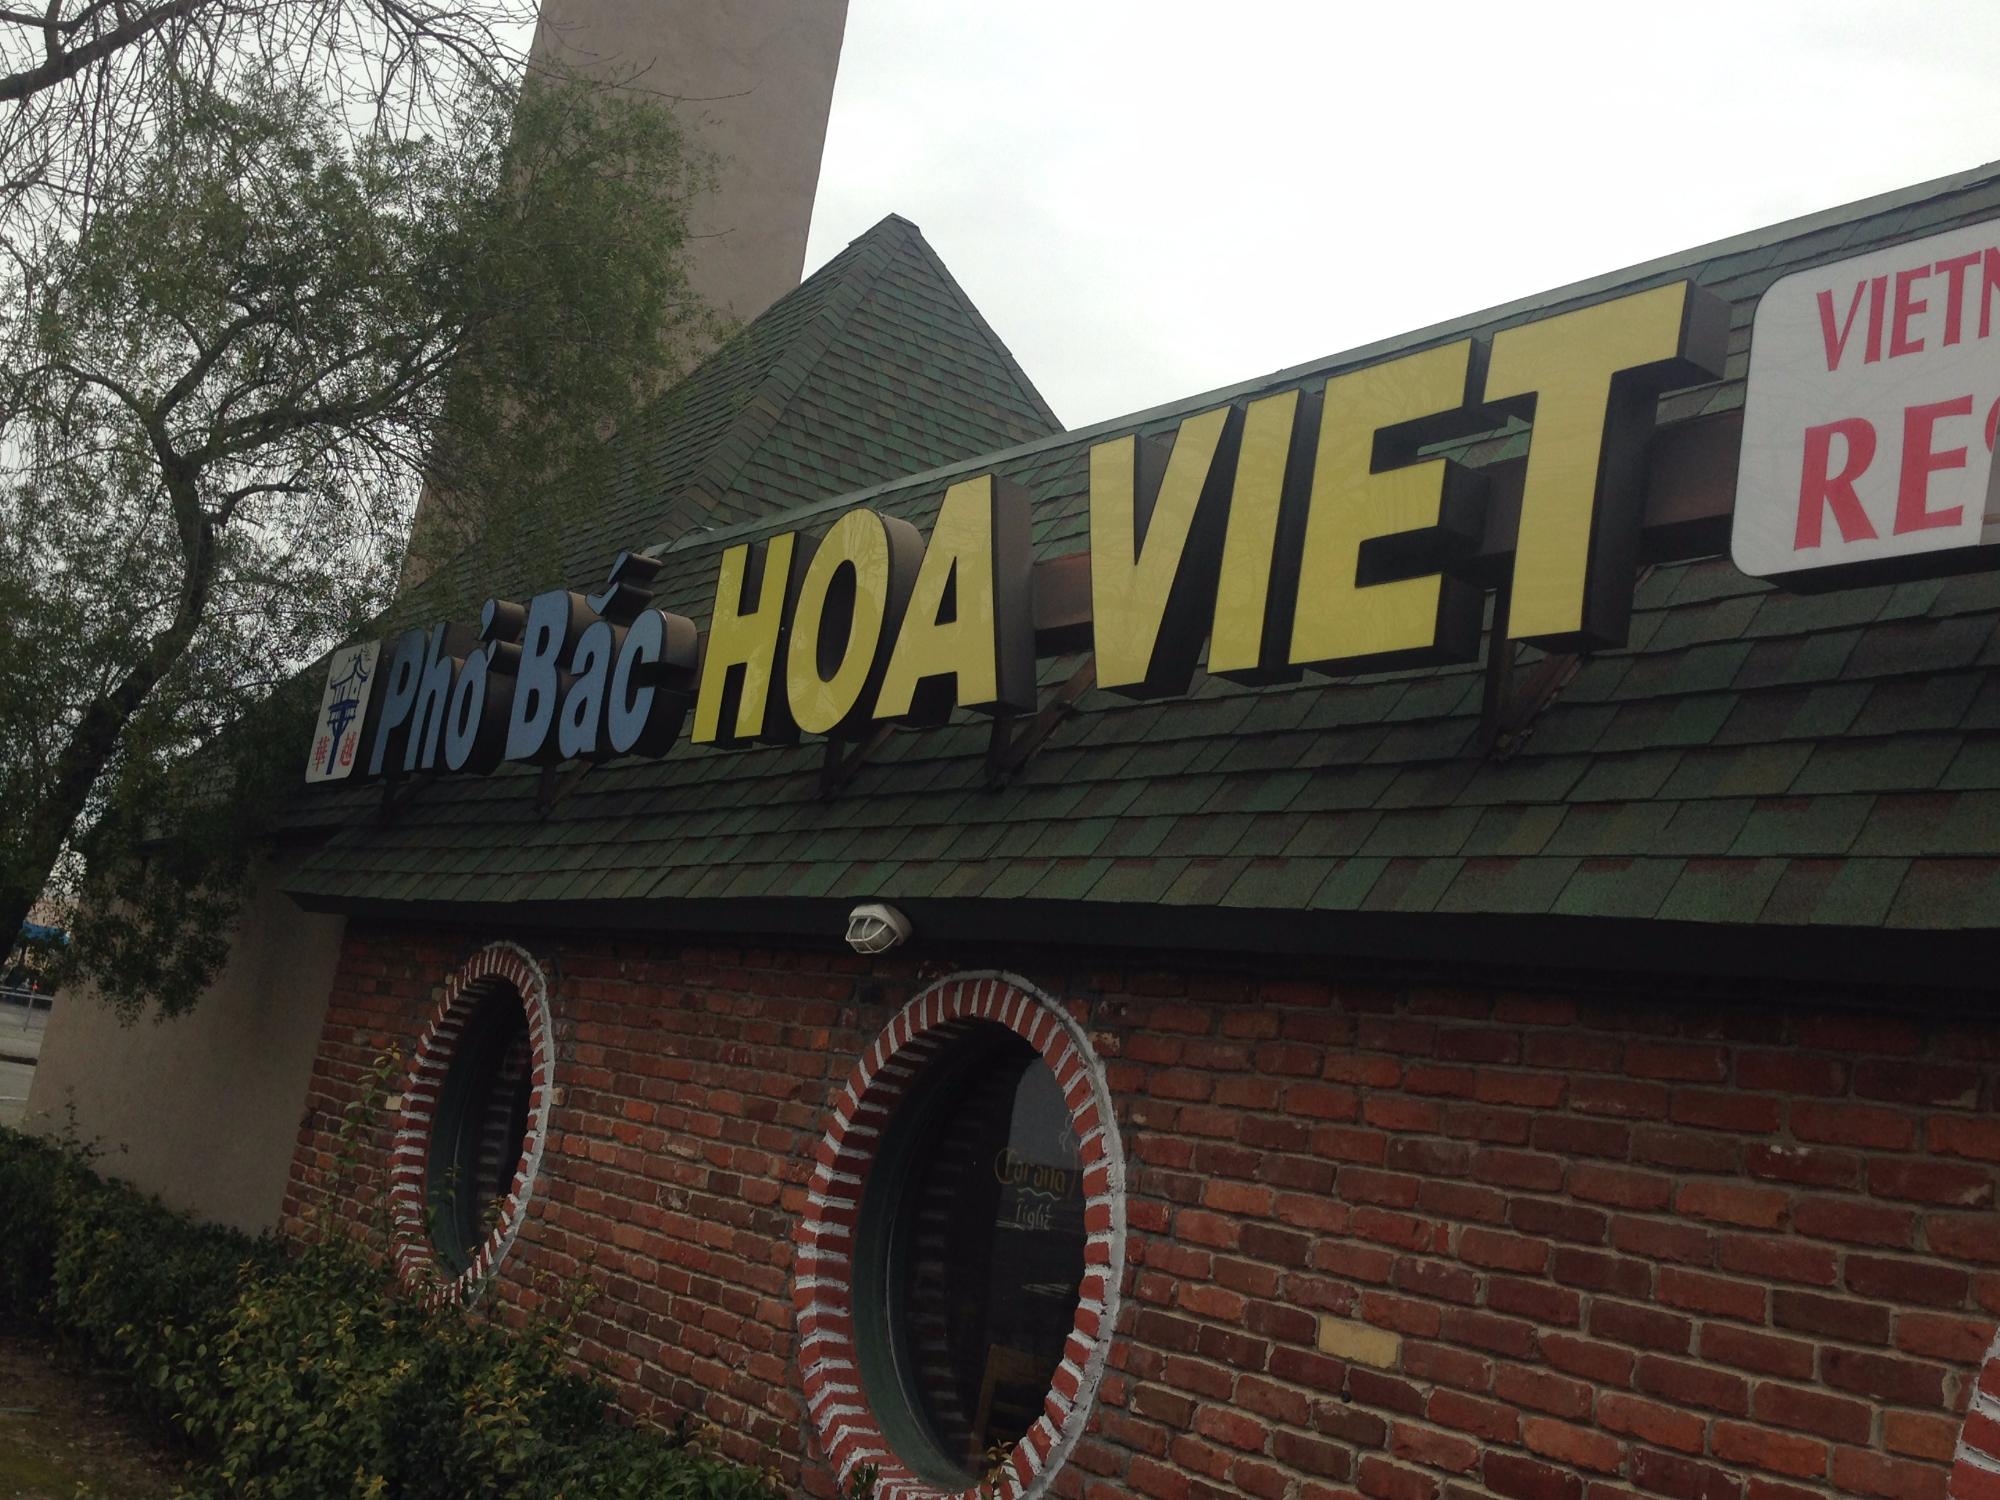 華 越
Phở Bắc HOA VIET
VIETN
RES
Corona
Light